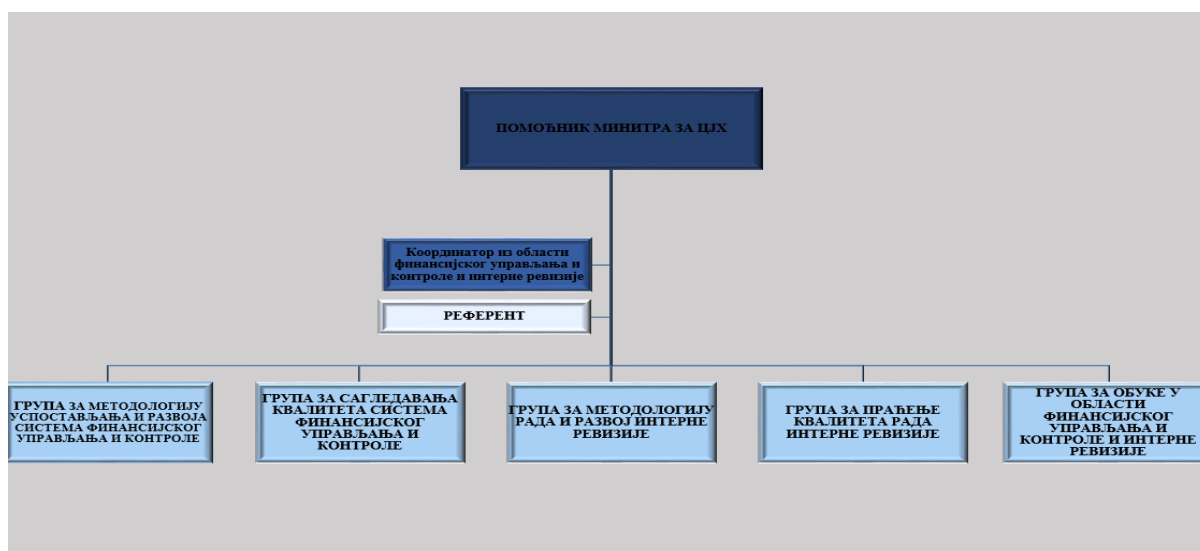 ПОМОЋНИК МИНИТРА ЗА ЦЈХ
Координатор из области
финансијског управљања и
контроле и интерне ревизије
РЕФЕРЕНТ
ГРУПА ЗА МЕТОДОЛОГИЈУ
УСПОСТАВЉАЊА И РАЗВОЈА
СИСТЕМА ФИНАНСИЈСКОГ
УПРАВЉАЊА И КОНТРОЛЕ
ГРУПА ЗА САГЛЕДАВАЊА
КВАЛИТЕТА СИСТЕМА
ФИНАНСИЈСКОГ
УПРАВЉАЊА И
КОНТРОЛЕ
ГРУПА ЗА МЕТОДОЛОГИЈУ
РАДА И РАЗВОЈ ИНТЕРНЕ
РЕВИЗИЈЕ
ГРУПА ЗА ПРАЋЕЊЕ
КВАЛИТЕТА РАДА
ИНТЕРНЕ РЕВИЗИЈЕ
ГРУПА ЗА ОБУКЕ У
ОБЛАСТИ
ФИНАНСИЈСКОГ
УПРАВЉАЊА И
КОНТРОЛЕ И ИНТЕРНЕ
РЕВИЗИЈЕ